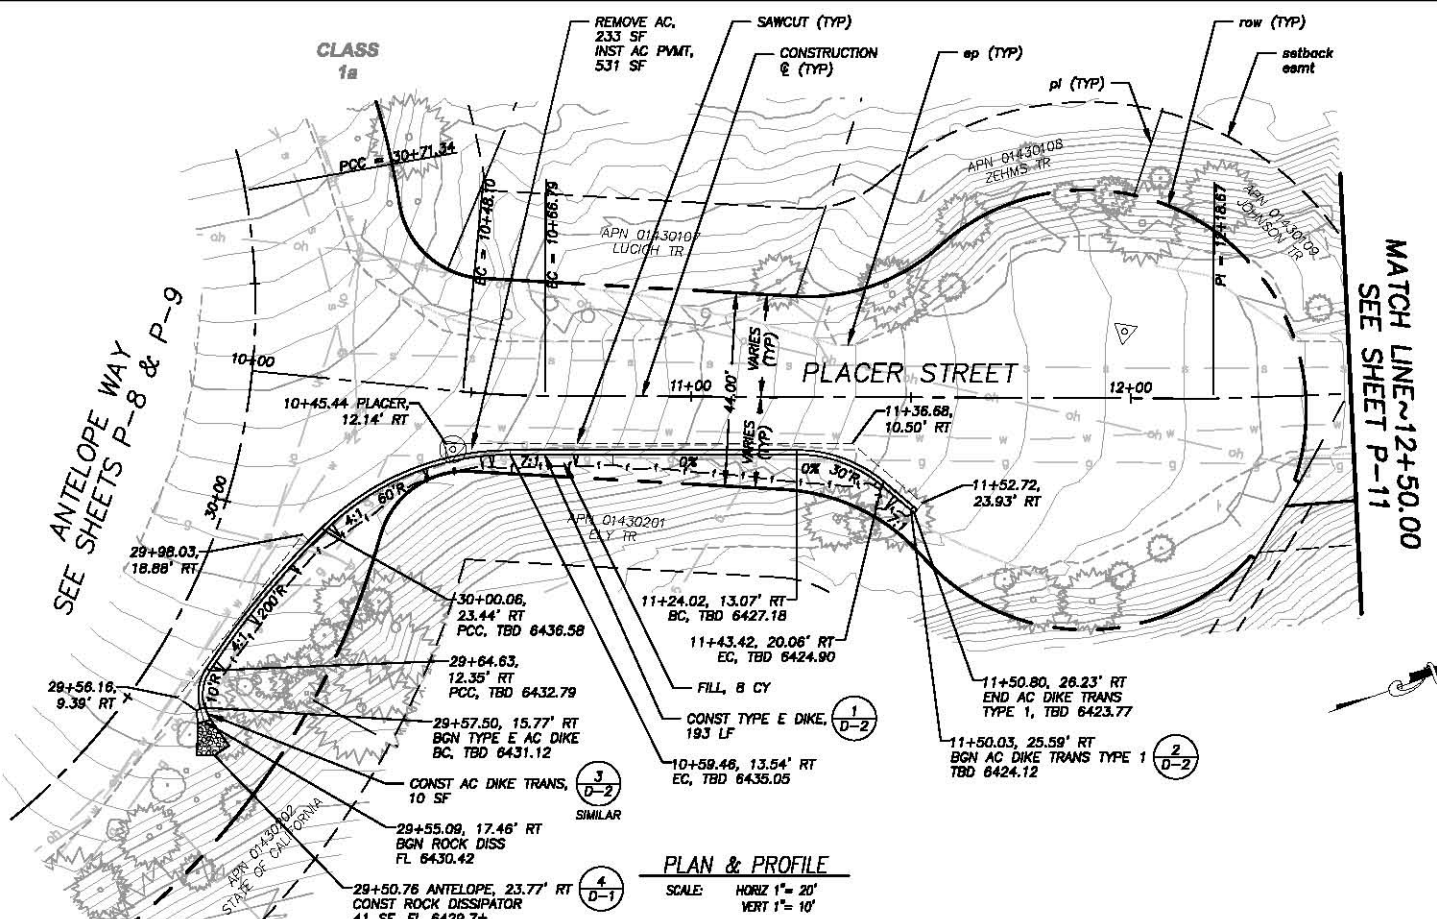 CLASS
1a
REMOVE AC,
233 SF
INST AC PVMT,
531 SF
SAWCUT (TYP)
CONSTRUCTION
℄ (TYP)
ep (TYP)
row (TYP)
setback
esmt
pl (TYP)
PCC = 30+71.34
BC = 10+48.10
EC = 10+66.79
APN 01430107
LUCICH TR
APN 01430108
ZEHMS TR
APN 01430109
JOHNSON TR
PI = 12+18.67
MATCH LINE~12+50.00
SEE SHEET P-11
ANTELOPE WAY
SEE SHEETS P-8 & P-9
10+00
30+00
11+00
12+00
44.00'
VARIES
(TYP)
VARIES
(TYP)
PLACER STREET
10+45.44 PLACER,
12.14' RT
11+36.68,
10.50' RT
7:1
0%
0%
30'R
7:1
60'R
4:1
200'R
4:1
10'R
11+52.72,
23.93' RT
APN 01430201
ELY TR
29+98.03,
18.88' RT
30+00.06,
23.44' RT
PCC, TBD 6436.58
11+24.02, 13.07' RT
BC, TBD 6427.18
11+43.42, 20.06' RT
EC, TBD 6424.90
29+64.63,
12.35' RT
PCC, TBD 6432.79
29+56.16,
9.39' RT
FILL, 8 CY
11+50.80, 26.23' RT
END AC DIKE TRANS
TYPE 1, TBD 6423.77
29+57.50, 15.77' RT
BGN TYPE E AC DIKE
BC, TBD 6431.12
CONST TYPE E DIKE,
193 LF
1
D-2
11+50.03, 25.59' RT
BGN AC DIKE TRANS TYPE 1
TBD 6424.12
2
D-2
10+59.46, 13.54' RT
EC, TBD 6435.05
CONST AC DIKE TRANS,
10 SF
3
D-2
SIMILAR
29+55.09, 17.46' RT
BGN ROCK DISS
FL 6430.42
APN 01430202
STATE OF CALIFORNIA
29+50.76 ANTELOPE, 23.77' RT
CONST ROCK DISSIPATOR
41 SF, FL 6429.7±
4
D-1
PLAN & PROFILE
SCALE: HORIZ 1"= 20'
VERT 1"= 10'